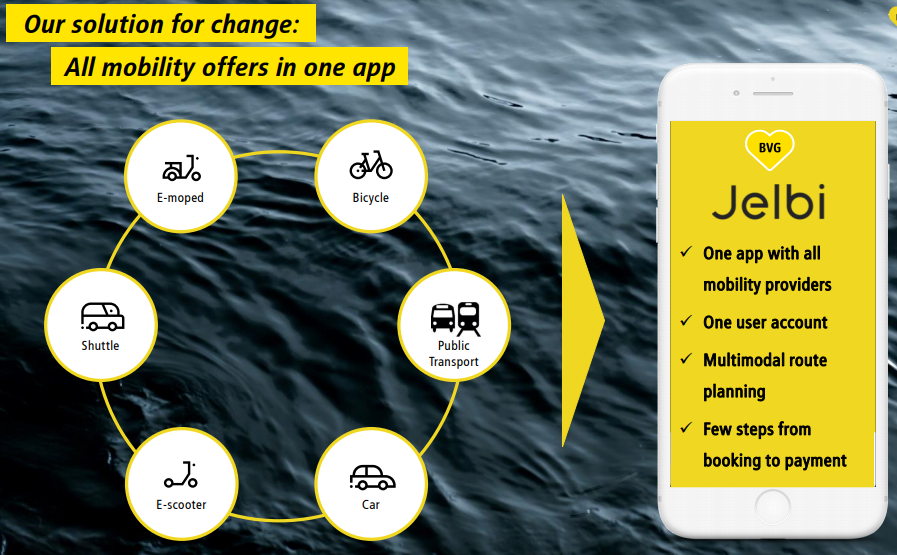 Our solution for change:
All mobility offers in one app
E-moped
Bicycle
Shuttle
Public
Transport
E-scooter
Car
BVG
Jelbi
✓ One app with all
mobility providers
✓ One user account
✓ Multimodal route
planning
✓ Few steps from
booking to payment